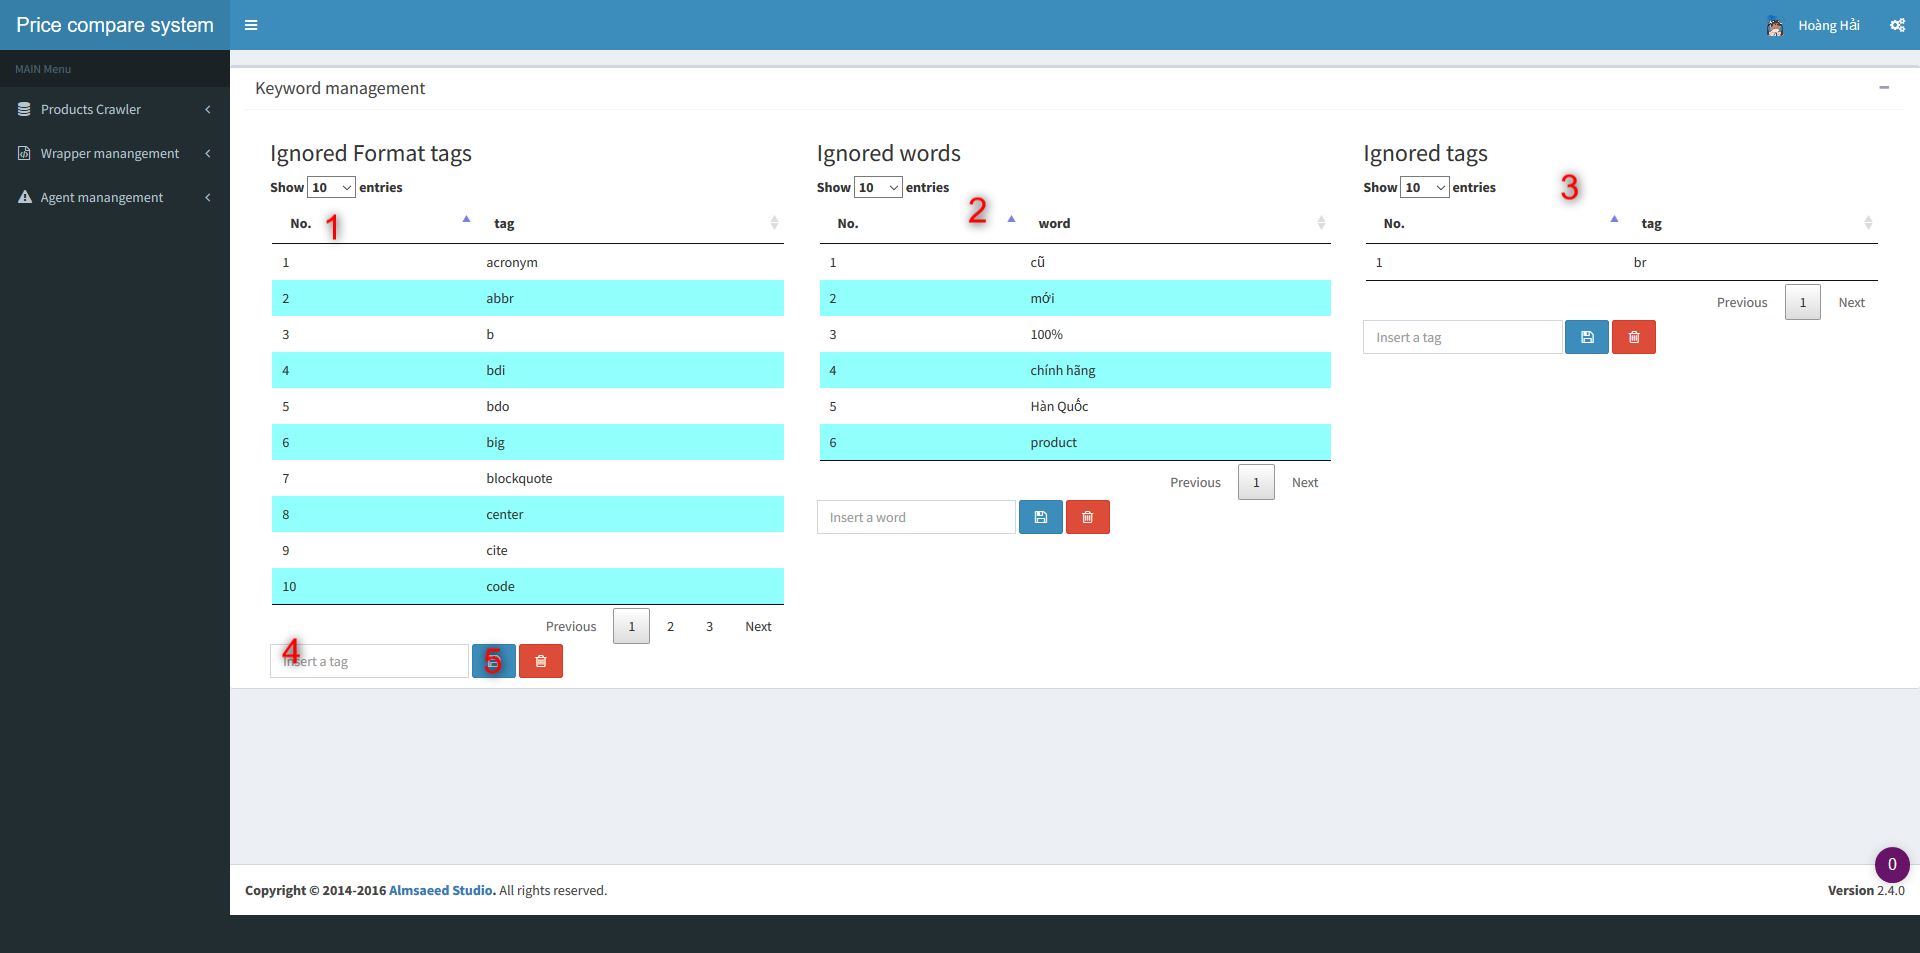 Price compare system
Hoàng Hải
MAIN Menu
Products Crawler
Wrapper manangement
Agent manangement
Keyword management
Ignored Format tags
Show 10 entries
No. 1 tag
1 acronym
2 abbr
3 b
4 bdi
5 bdo
6 big
7 blockquote
8 center
9 cite
10 code
Previous 1 2 3 Next
4 Insert a tag 5
Ignored words
Show 10 entries
No. 2 word
1 cũ
2 mới
3 100%
4 chính hãng
5 Hàn Quốc
6 product
Previous 1 Next
Insert a word
Ignored tags
Show 10 entries 3
No. tag
1 br
Previous 1 Next
Insert a tag
0
Copyright © 2014-2016 Almsaeed Studio. All rights reserved.
Version 2.4.0